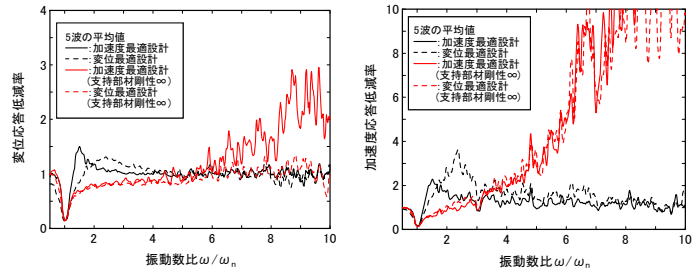 5波の平均値
:加速度最適設計
:変位最適設計
:加速度最適設計
(支持部材剛性∞)
:変位最適設計
(支持部材剛性∞)
変位応答低減率
4
3
2
1
0
2
4
6
8
10
振動数比ω/ωn
5波の平均値
:加速度最適設計
:変位最適設計
:加速度最適設計
(支持部材剛性∞)
:変位最適設計
(支持部材剛性∞)
加速度応答低減率
10
8
6
4
2
0
2
4
6
8
10
振動数比ω/ωn